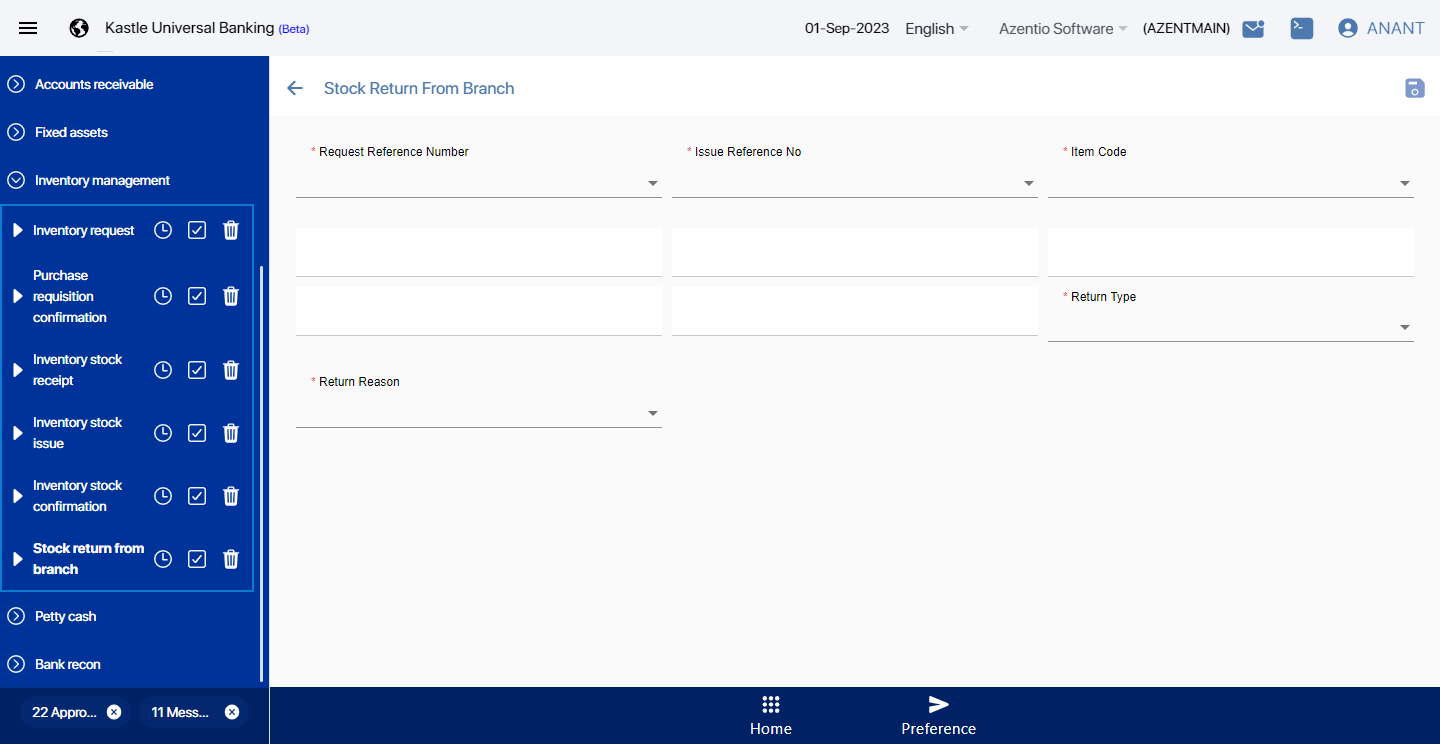 Kastle Universal Banking (Beta)
01-Sep-2023
English
Azentio Software
(AZENTMAIN)
ANANT
Accounts receivable
Fixed assets
Inventory management
Inventory request
Purchase
requisition
confirmation
Inventory stock
receipt
Inventory stock
issue
Inventory stock
confirmation
Stock return from
branch
Petty cash
Bank recon
22 Appro...
11 Mess...
Stock Return From Branch
* Request Reference Number
* Issue Reference No
* Item Code
* Return Type
* Return Reason
Home
Preference